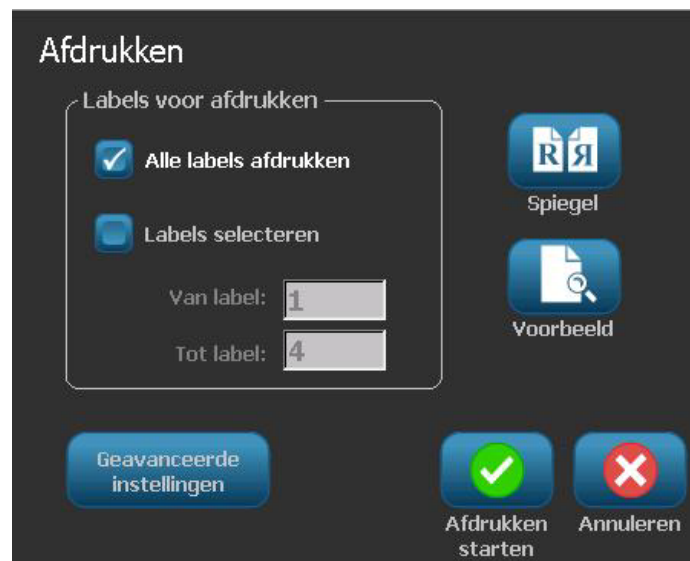 Afdrukken
Labels voor afdrukken
Alle labels afdrukken
Labels selecteren
Van label: 1
Tot label: 4
R R
Spiegel
Voorbeeld
Geavanceerde
instellingen
Afdrukken
starten
Annuleren